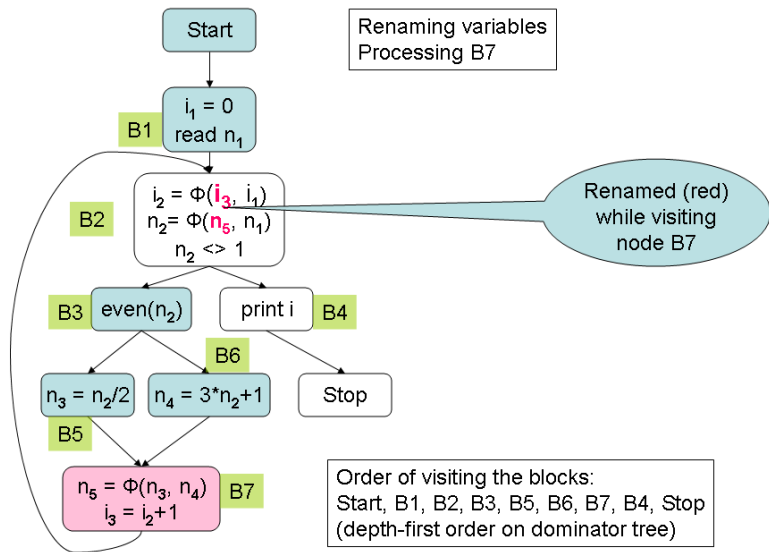 Start
Renaming variables
Processing B7
B1
i₁ = 0
read n₁
B2
i₂ = Φ(i₃, i₁)
n₂= Φ(n₅, n₁)
n₂ <> 1
Renamed (red)
while visiting
node B7
B3
even(n₂)
print i
B4
B6
n₃ = n₂/2
n₄ = 3*n₂+1
Stop
B5
n₅ = Φ(n₃, n₄)
i₃ = i₂+1
B7
Order of visiting the blocks:
Start, B1, B2, B3, B5, B6, B7, B4, Stop
(depth-first order on dominator tree)